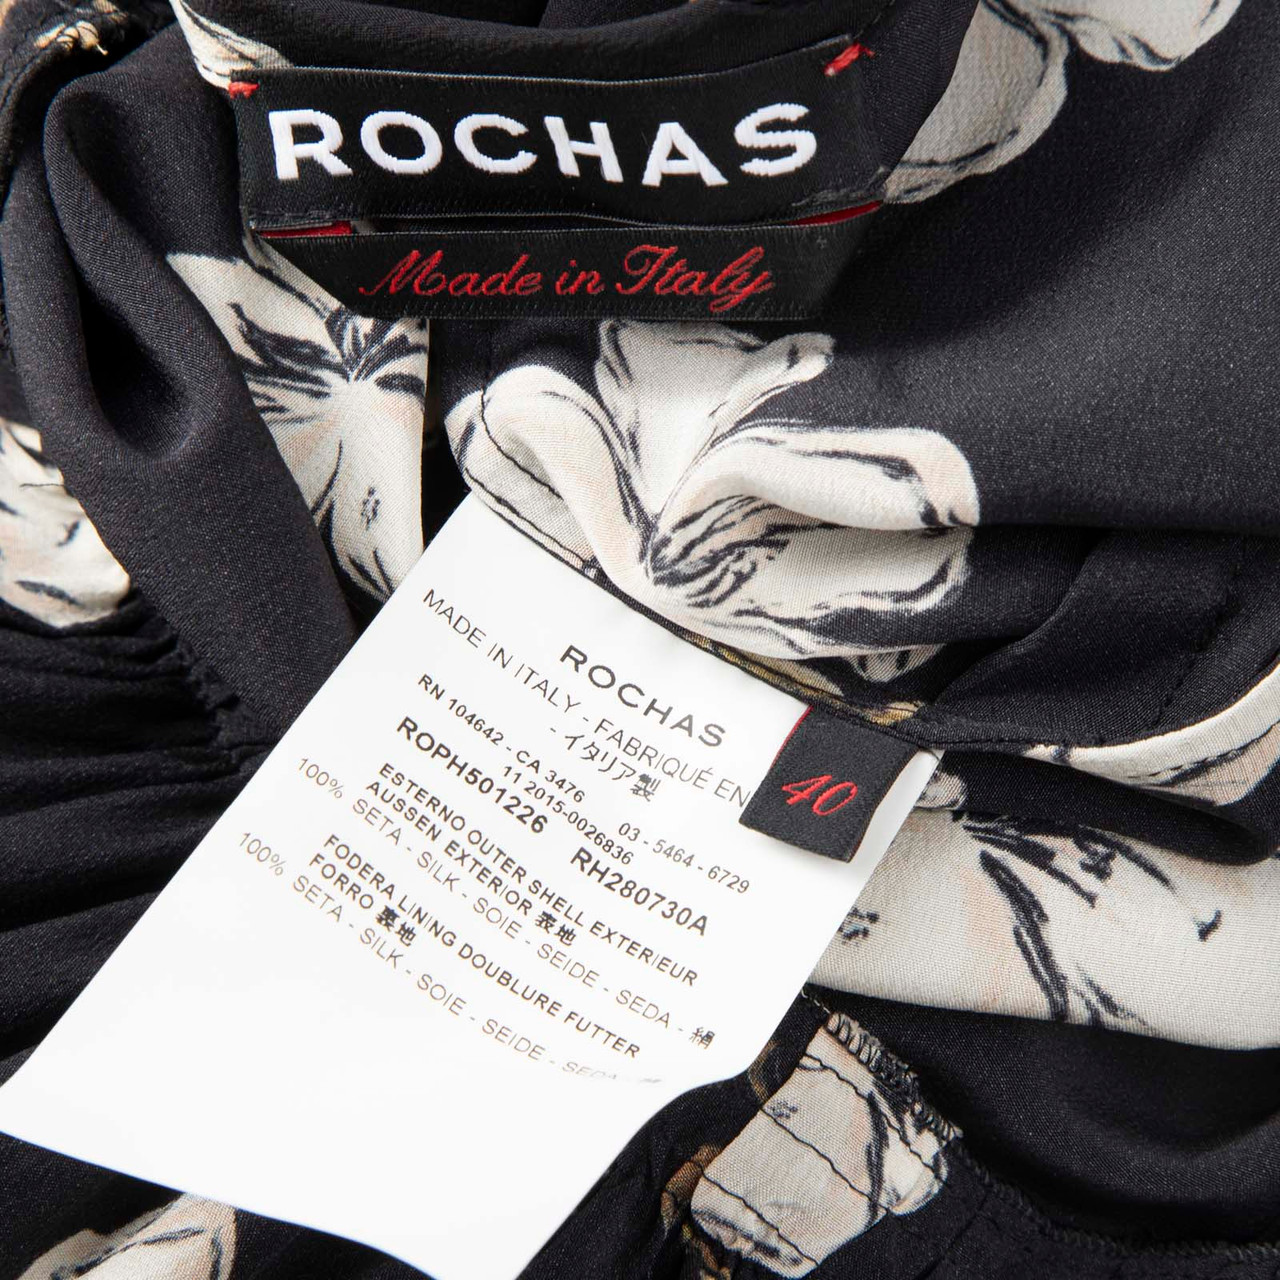 ROCHAS
Made in Italy
ROCHAS
MADE IN ITALY - FABRIQUÉ EN
- イタリア製
40
RN 104642 - CA 3476
03 - 5464 - 6729
11 2015-0026836
ROPH501226
RH280730A
ESTERNO OUTER SHELL EXTERIEUR
AUSSEN EXTERIOR 表地
100% SETA - SILK - SOIE - SEIDE - SEDA - 絹
FODERA LINING DOUBLURE FUTTER
FORRO 裏地
100% SETA - SILK - SOIE - SEIDE - SEDA